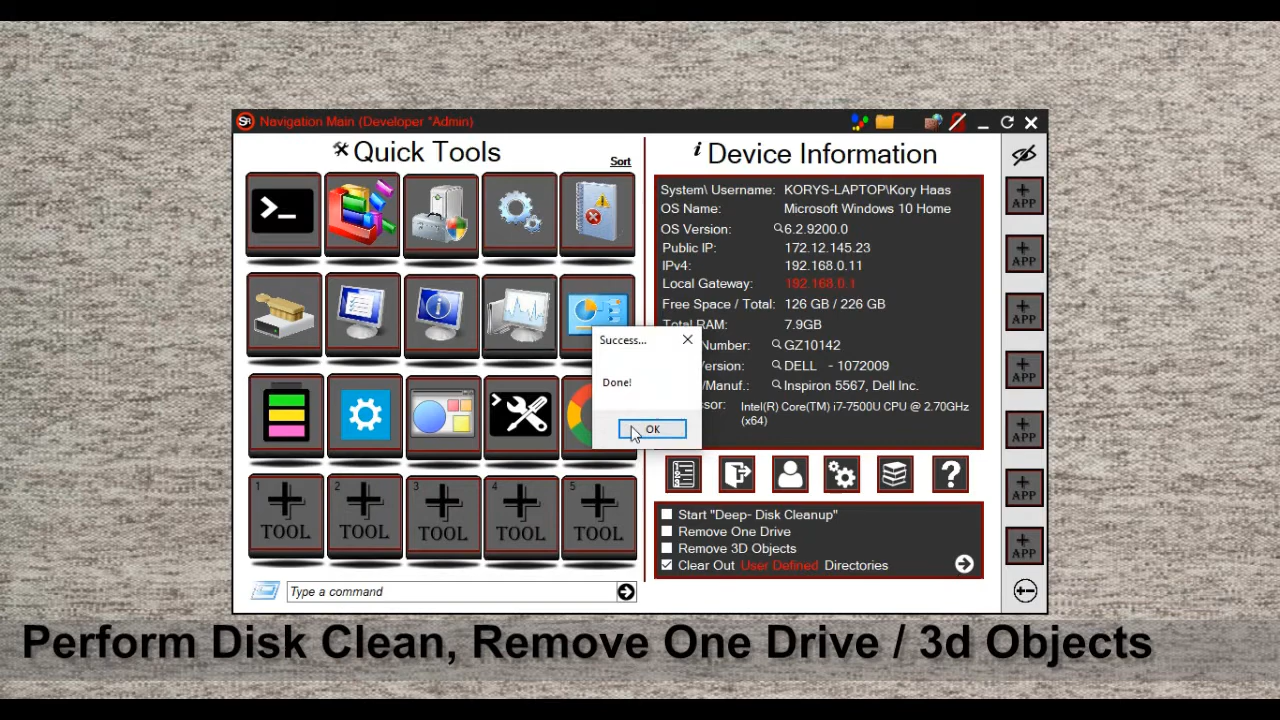 SR Navigation Main (Developer *Admin)
Quick Tools
Sort
1 TOOL
2 TOOL
3 TOOL
4 TOOL
5 TOOL
Type a command
i Device Information
System\ Username: KORYS-LAPTOP\Kory Haas
OS Name: Microsoft Windows 10 Home
OS Version: 6.2.9200.0
Public IP: 172.12.145.23
IPv4: 192.168.0.11
Local Gateway: 192.168.0.1
Free Space / Total: 126 GB / 226 GB
RAM: 7.9GB
Number: GZ10142
Version: DELL - 1072009
/Manuf.: Inspiron 5567, Dell Inc.
Intel(R) Core(TM) i7-7500U CPU @ 2.70GHz
(x64)
Success...
Done!
OK
?
Start "Deep- Disk Cleanup"
Remove One Drive
Remove 3D Objects
Clear Out User Defined Directories
+ APP
+ APP
+ APP
+ APP
+ APP
+ APP
+ APP
Perform Disk Clean, Remove One Drive / 3d Objects